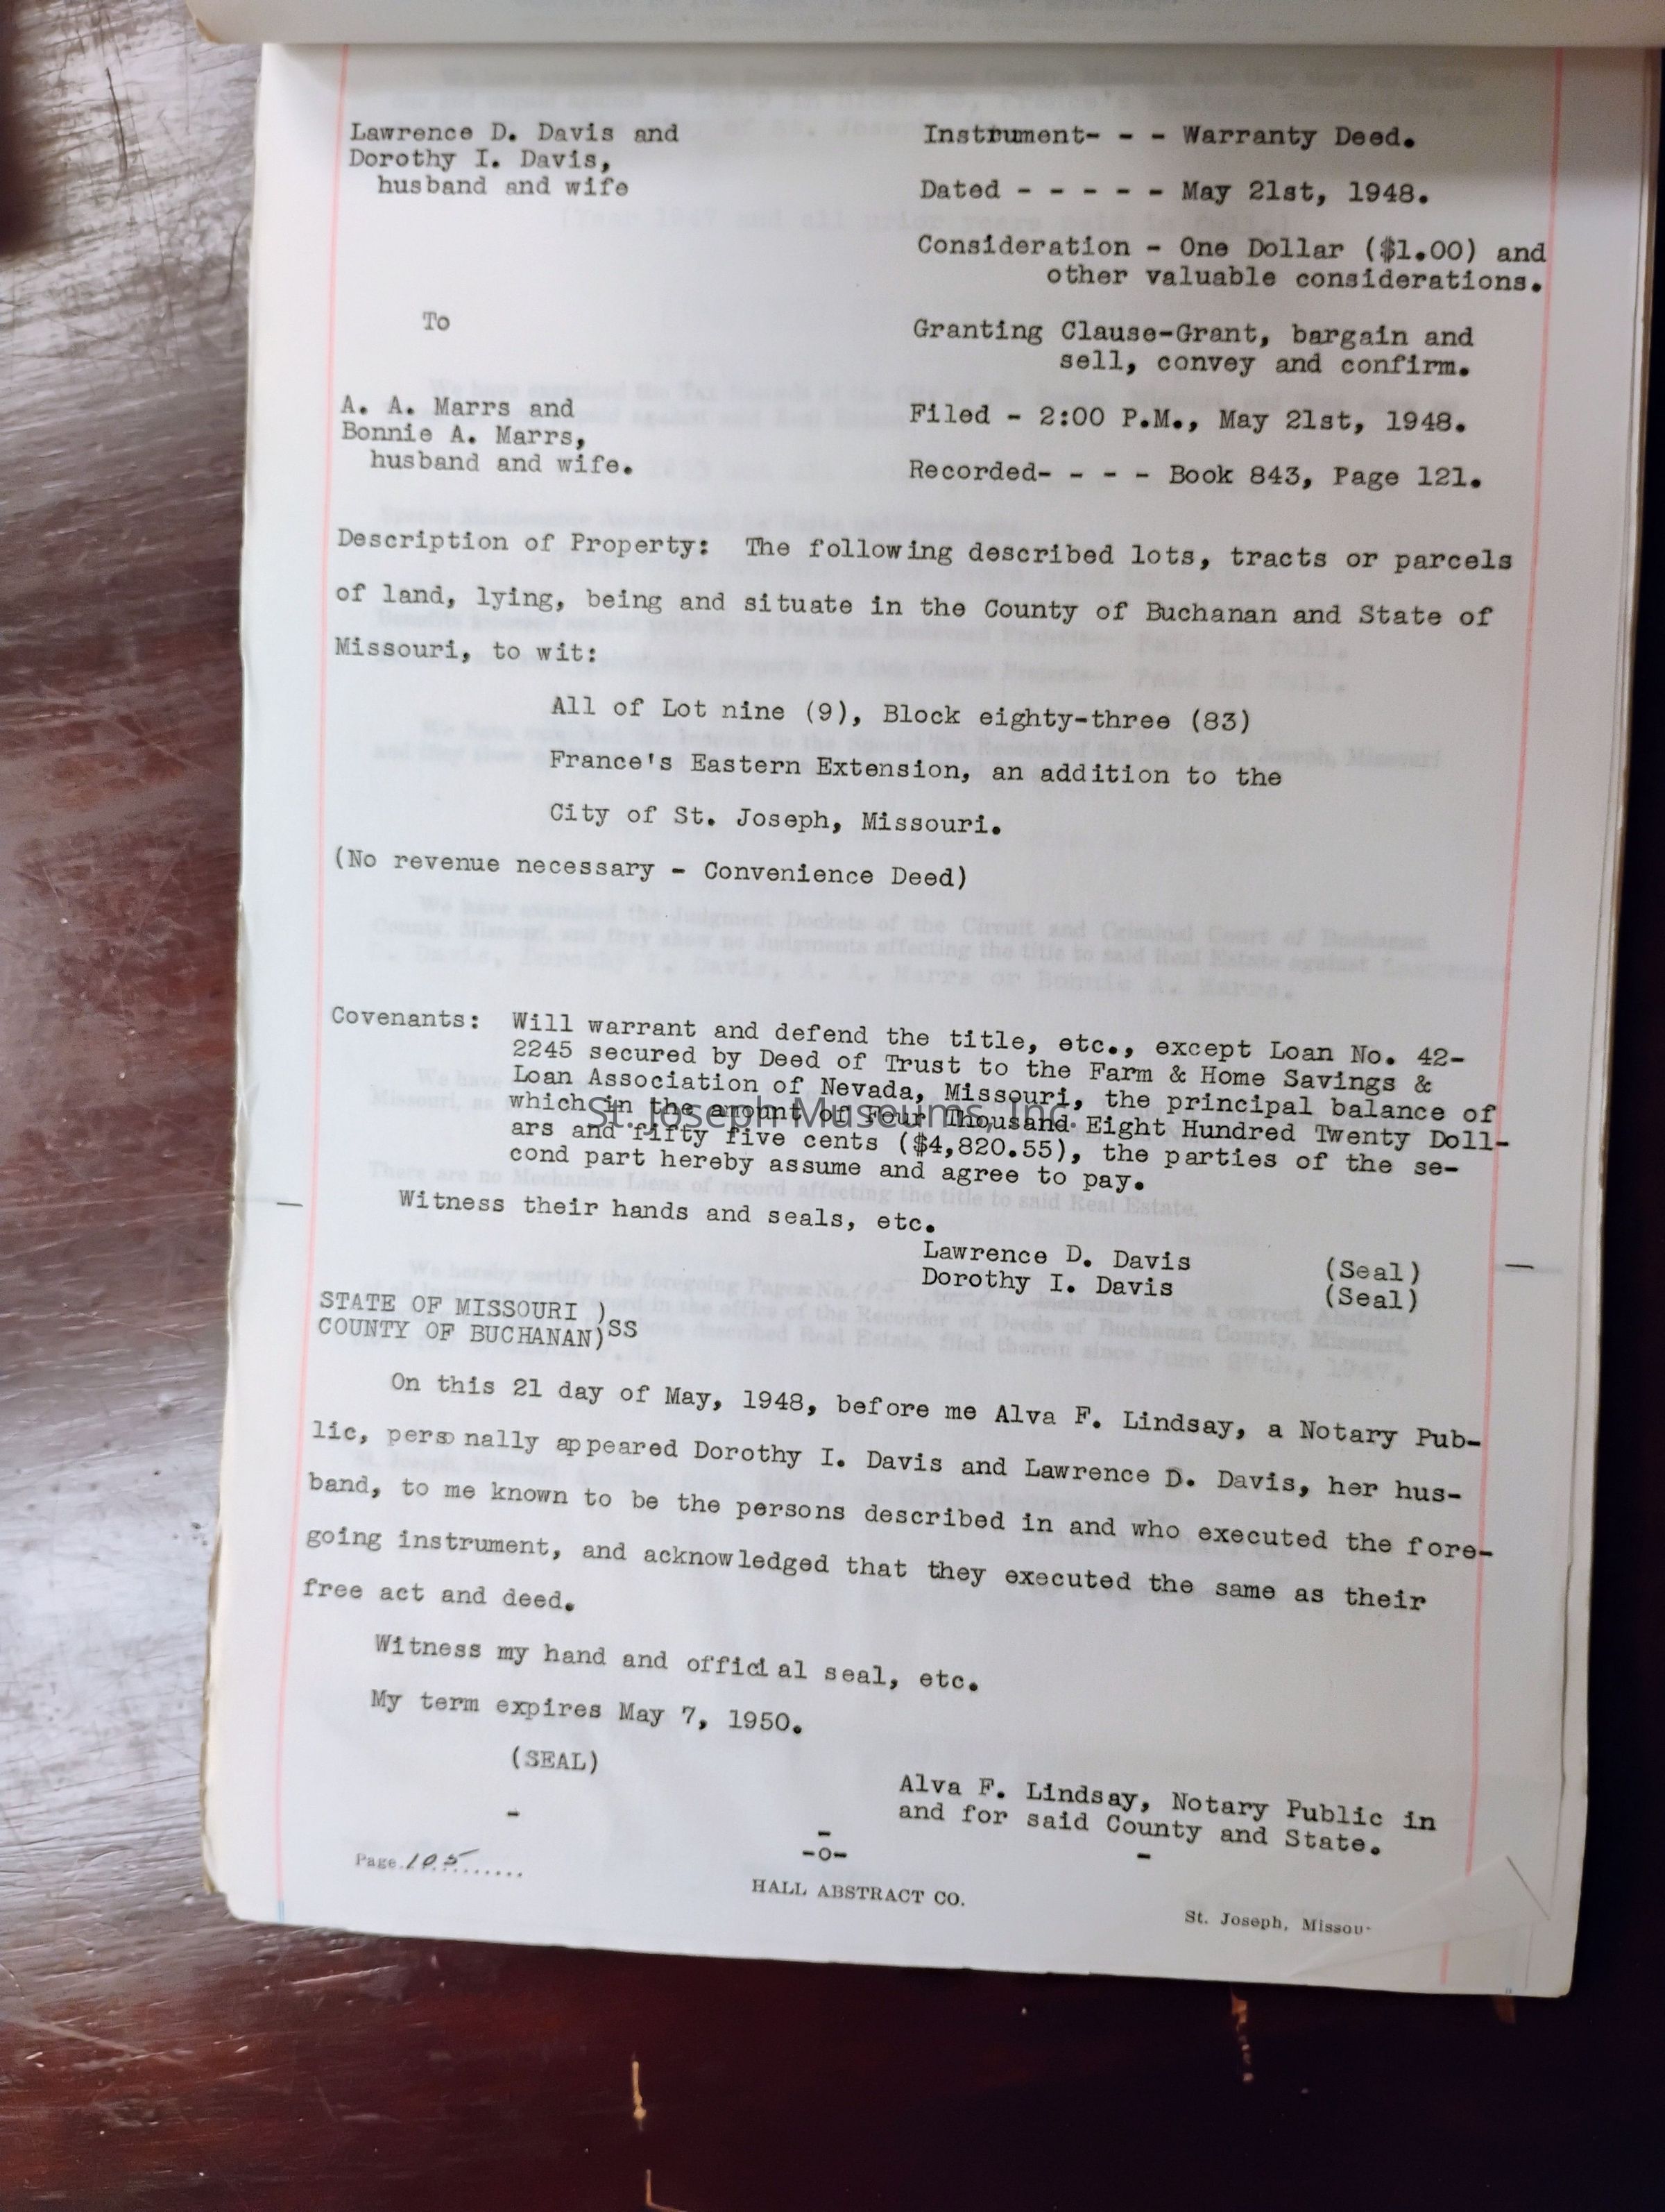 Lawrence D. Davis and
Dorothy I. Davis,
husband and wife
To
A. A. Marrs and
Bonnie A. Marrs,
husband and wife.
Instrument- - - Warranty Deed.
Dated - - - - - May 21st, 1948.
Consideration - One Dollar ($1.00) and
other valuable considerations.
Granting Clause-Grant, bargain and
sell, convey and confirm.
Filed - 2:00 P.M., May 21st, 1948.
Recorded- - - - Book 843, Page 121.
Description of Property: The following described lots, tracts or parcels
of land, lying, being and situate in the County of Buchanan and State of
Missouri, to wit:
All of Lot nine (9), Block eighty-three (83)
France's Eastern Extension, an addition to the
City of St. Joseph, Missouri.
(No revenue necessary - Convenience Deed)
Covenants: Will warrant and defend the title, etc., except Loan No. 42-
2245 secured by Deed of Trust to the Farm & Home Savings &
Loan Association of Nevada, Missouri, the principal balance of
which in the amount of Four Thousand Eight Hundred Twenty Doll-
ars and fifty five cents ($4,820.55), the parties of the se-
cond part hereby assume and agree to pay.
St. Joseph Museums, Inc.
Witness their hands and seals, etc.
Lawrence D. Davis (Seal)
Dorothy I. Davis (Seal)
STATE OF MISSOURI )
COUNTY OF BUCHANAN)SS
On this 21 day of May, 1948, before me Alva F. Lindsay, a Notary Pub-
lic, personally appeared Dorothy I. Davis and Lawrence D. Davis, her hus-
band, to me known to be the persons described in and who executed the fore-
going instrument, and acknowledged that they executed the same as their
free act and deed.
Witness my hand and official seal, etc.
My term expires May 7, 1950.
(SEAL)
Alva F. Lindsay, Notary Public in
and for said County and State.
-o-
Page 105
HALL ABSTRACT CO.
St. Joseph, Missou